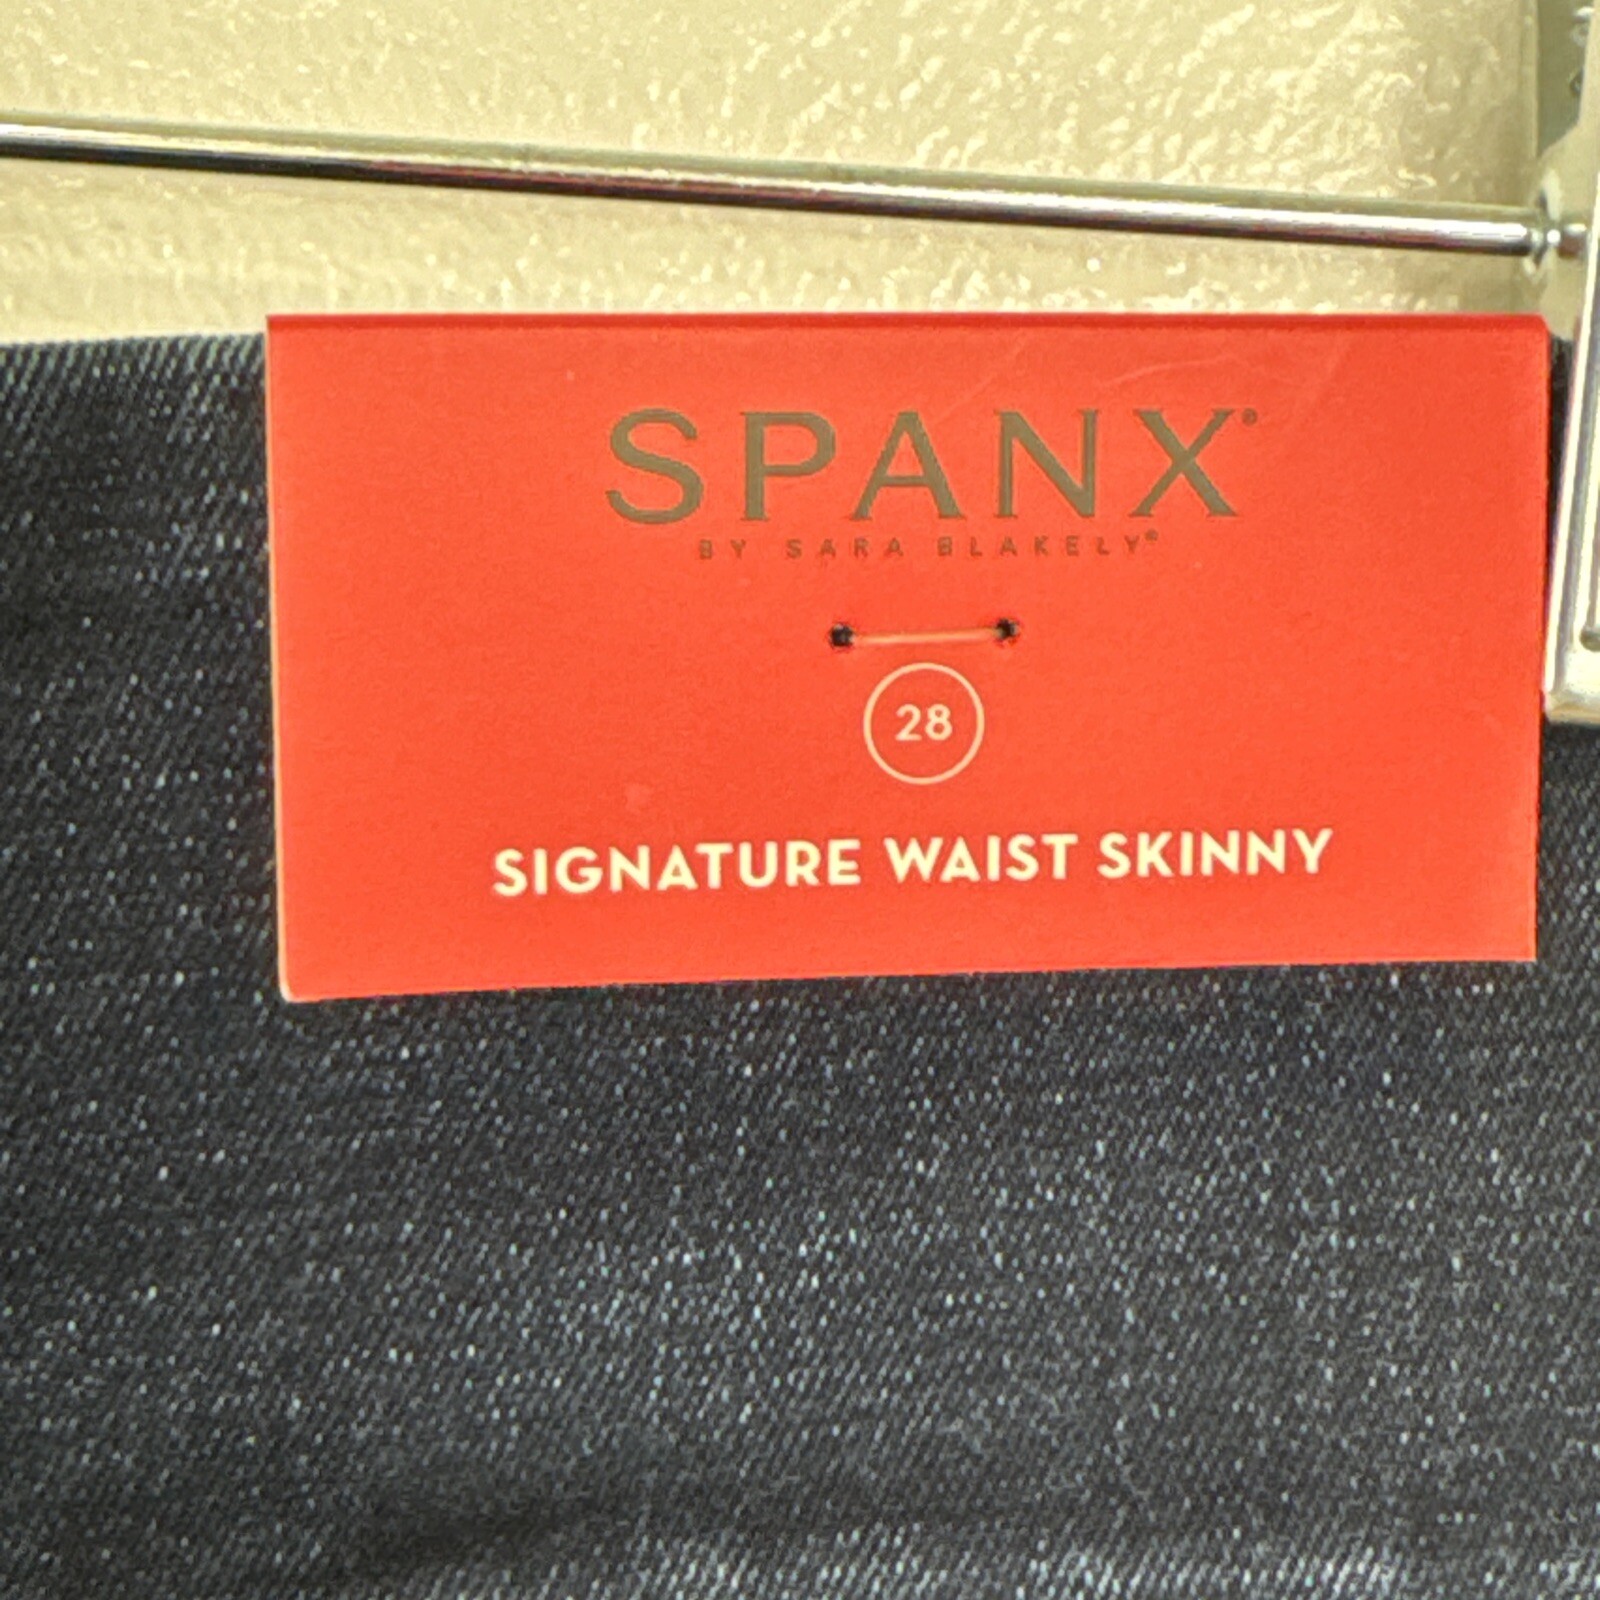 SPANX®
BY SARA BLAKELY®
28
SIGNATURE WAIST SKINNY